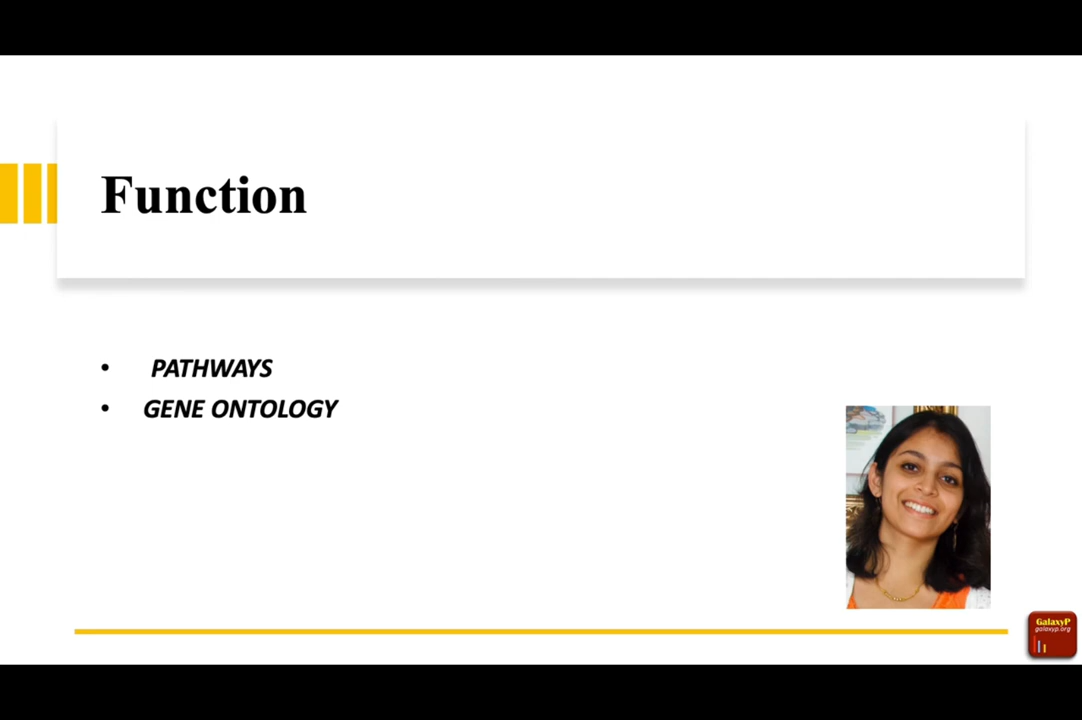 Function
• PATHWAYS
• GENE ONTOLOGY
GalaxyP
galaxyp.org